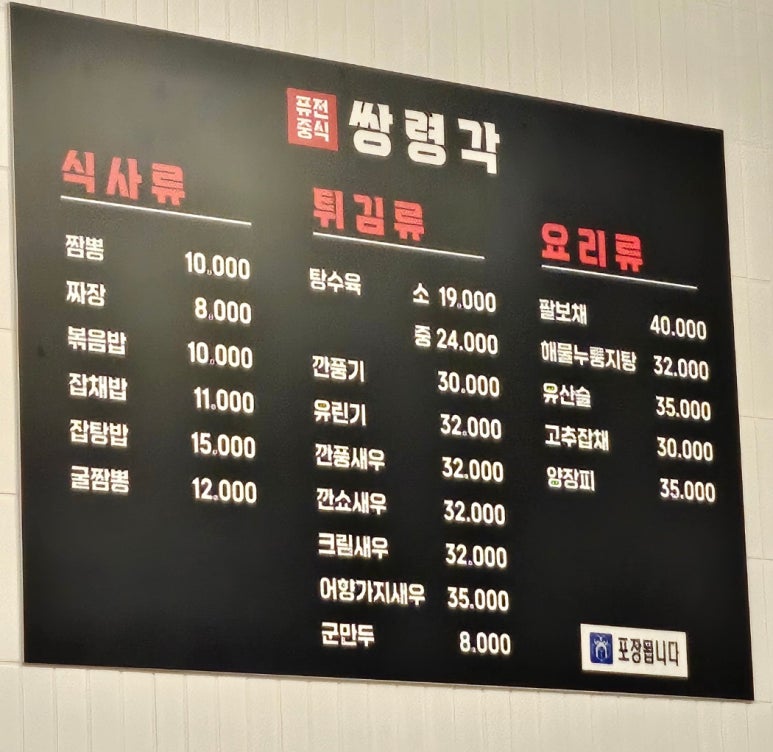 퓨전
중식
쌍령각
식사류
짬뽕 10.000
짜장 8.000
볶음밥 10.000
잡채밥 11.000
잡탕밥 15.000
굴짬뽕 12.000
튀김류
탕수육 소 19.000
중 24.000
깐풍기 30.000
유린기 32.000
깐풍새우 32.000
깐쇼새우 32.000
크림새우 32.000
어향가지새우 35.000
군만두 8.000
요리류
팔보채 40.000
해물누룽지탕 32.000
유산슬 35.000
고추잡채 30.000
양장피 35.000
포장됩니다